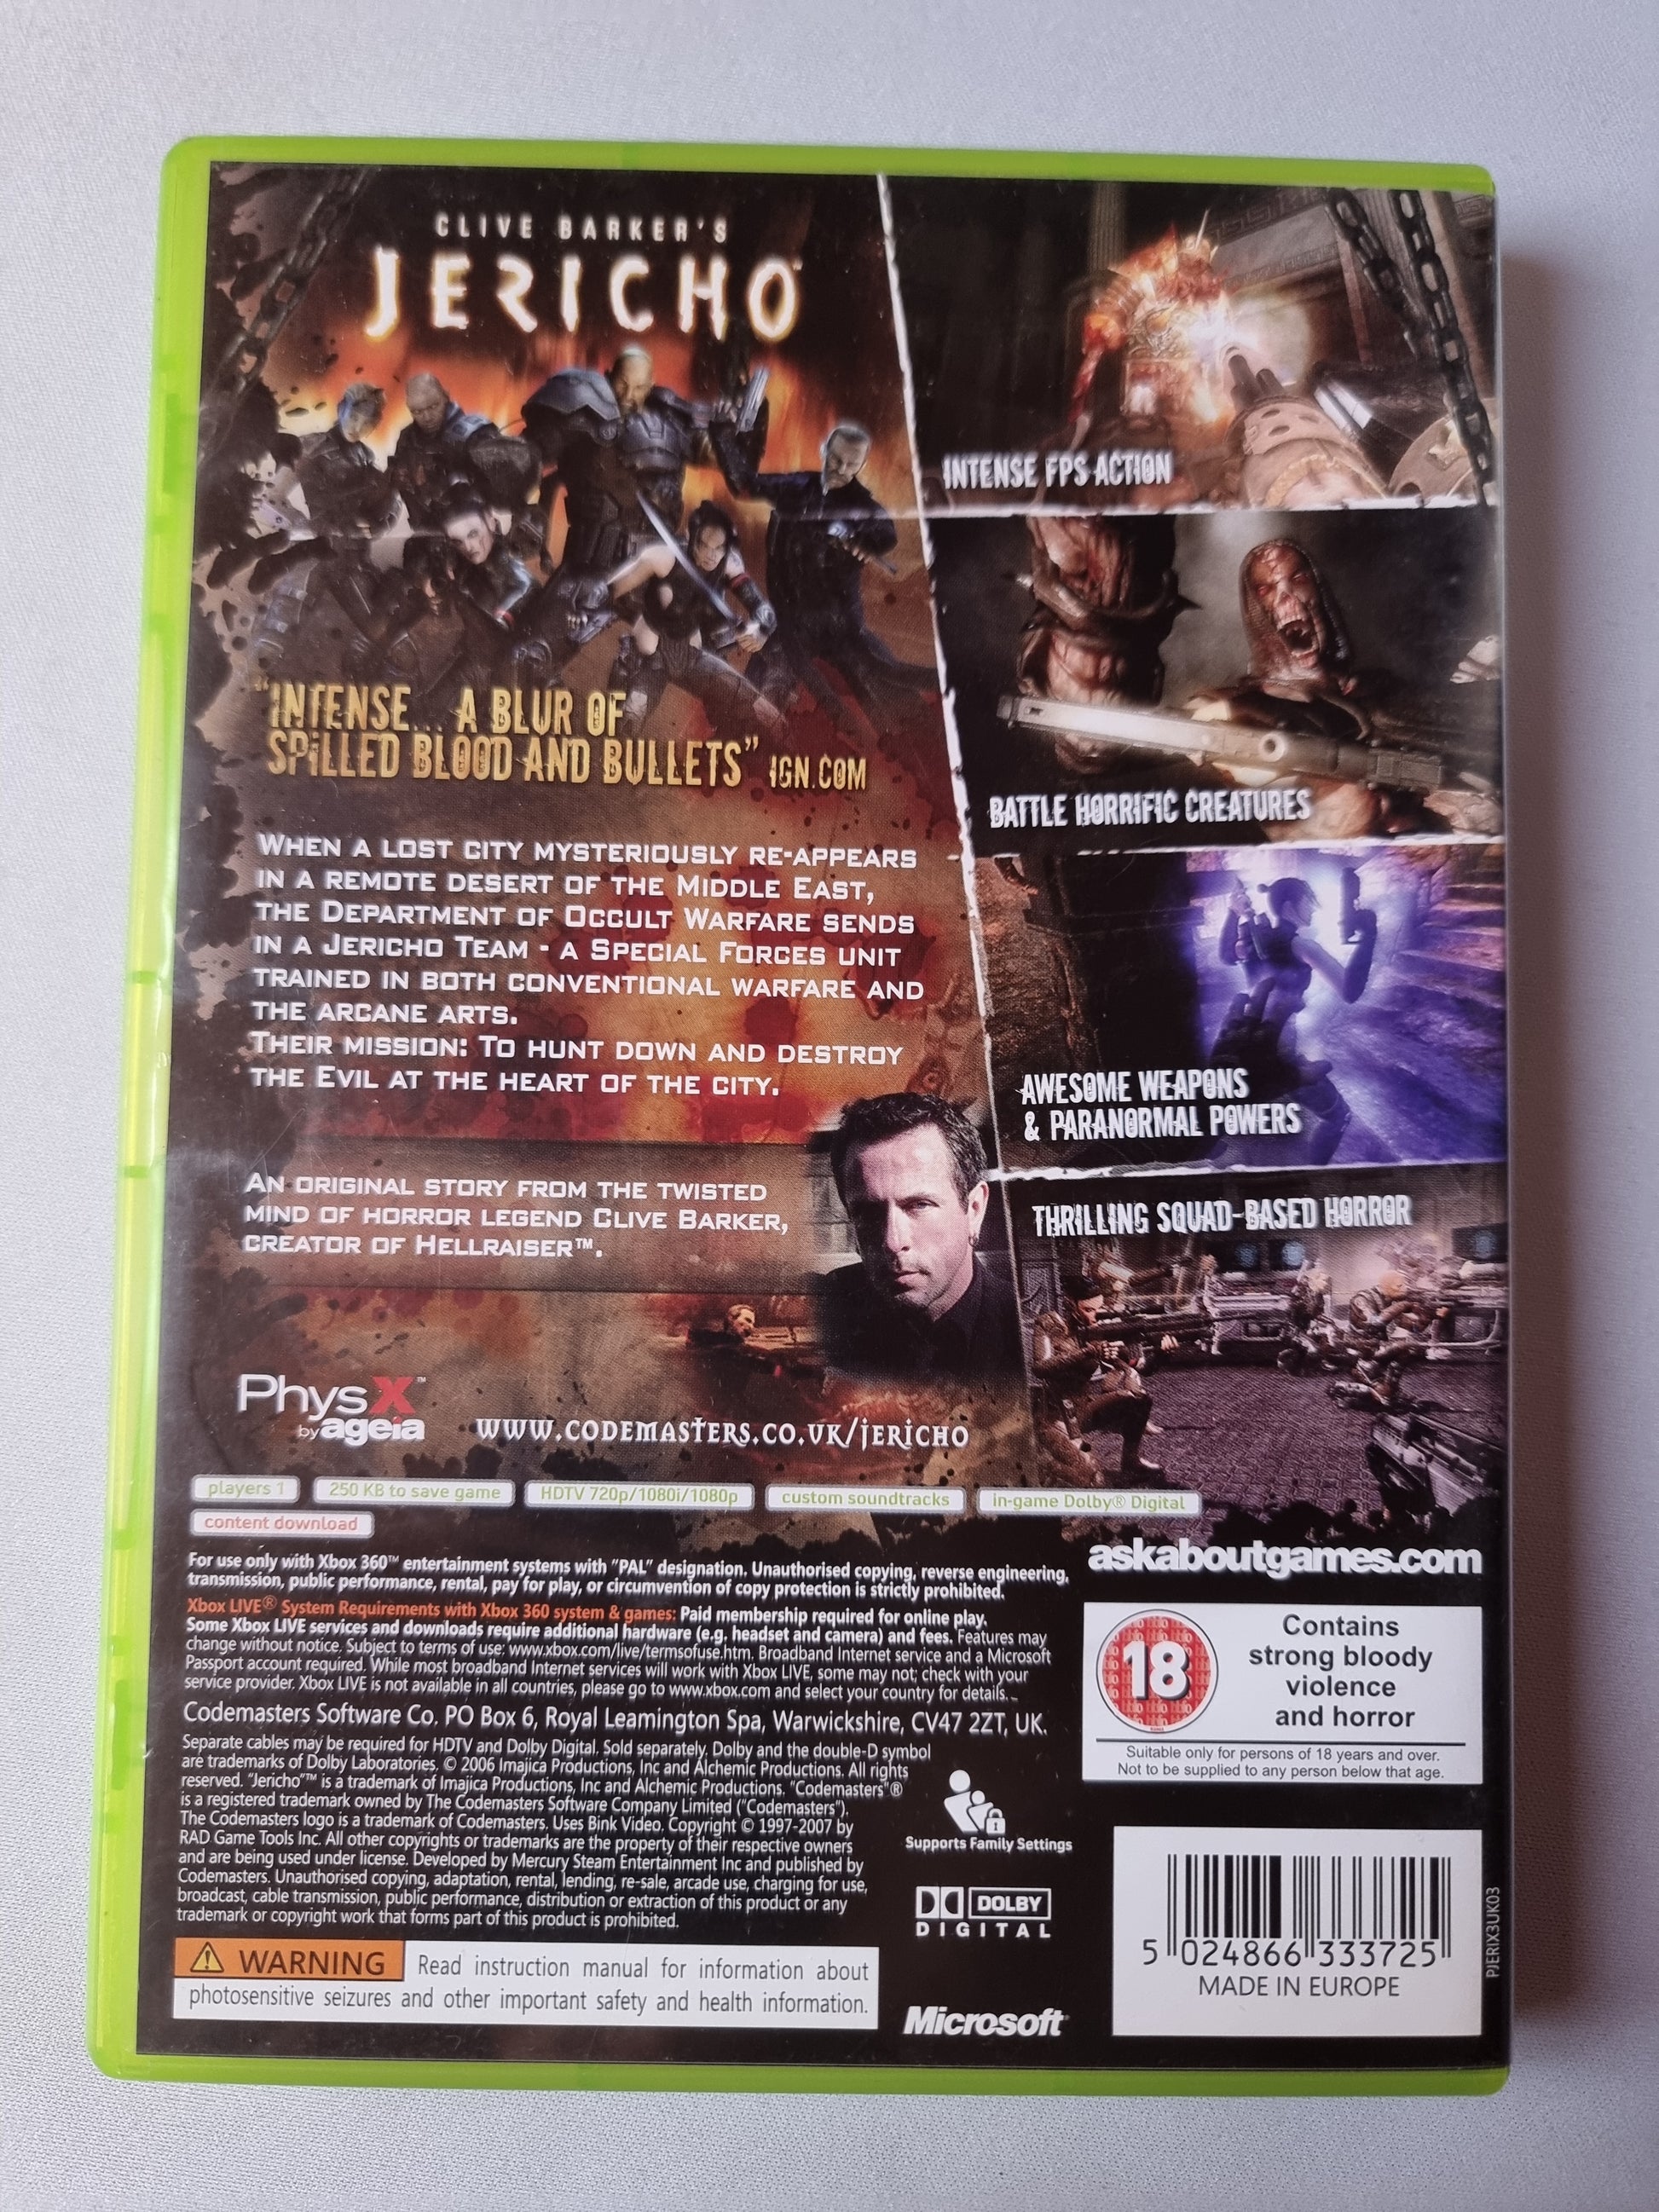 CLIVE BARKER'S
JERICHO™
INTENSE FPS ACTION
BATTLE HORRIFIC CREATURES
AWESOME WEAPONS
& PARANORMAL POWERS
THRILLING SQUAD-BASED HORROR
"INTENSE... A BLUR OF
SPILLED BLOOD AND BULLETS" IGN.COM
WHEN A LOST CITY MYSTERIOUSLY RE-APPEARS
IN A REMOTE DESERT OF THE MIDDLE EAST,
THE DEPARTMENT OF OCCULT WARFARE SENDS
IN A JERICHO TEAM - A SPECIAL FORCES UNIT
TRAINED IN BOTH CONVENTIONAL WARFARE AND
THE ARCANE ARTS.
THEIR MISSION: TO HUNT DOWN AND DESTROY
THE EVIL AT THE HEART OF THE CITY.
AN ORIGINAL STORY FROM THE TWISTED
MIND OF HORROR LEGEND CLIVE BARKER,
CREATOR OF HELLRAISER™.
PhysX™
by ageia
WWW.CODEMASTERS.CO.UK/JERICHO
players 1
250 KB to save game
HDTV 720p/1080i/1080p
custom soundtracks
in-game Dolby® Digital
content download
For use only with Xbox 360™ entertainment systems with "PAL" designation. Unauthorised copying, reverse engineering,
transmission, public performance, rental, pay for play, or circumvention of copy protection is strictly prohibited.
Xbox LIVE® System Requirements with Xbox 360 system & games: Paid membership required for online play.
Some Xbox LIVE services and downloads require additional hardware (e.g. headset and camera) and fees. Features may
change without notice. Subject to terms of use: www.xbox.com/live/termsofuse.htm. Broadband Internet service and a Microsoft
Passport account required. While most broadband Internet services will work with Xbox LIVE, some may not; check with your
service provider. Xbox LIVE is not available in all countries, please go to www.xbox.com and select your country for details.
Codemasters Software Co. PO Box 6, Royal Leamington Spa, Warwickshire, CV47 2ZT, UK.
Separate cables may be required for HDTV and Dolby Digital. Sold separately. Dolby and the double-D symbol
are trademarks of Dolby Laboratories. © 2006 Imajica Productions, Inc and Alchemic Productions. All rights
reserved. "Jericho"™ is a trademark of Imajica Productions, Inc and Alchemic Productions. "Codemasters"®
is a registered trademark owned by The Codemasters Software Company Limited ("Codemasters").
The Codemasters logo is a trademark of Codemasters. Uses Bink Video. Copyright © 1997-2007 by
RAD Game Tools Inc. All other copyrights or trademarks are the property of their respective owners
and are being used under license. Developed by Mercury Steam Entertainment Inc and published by
Codemasters. Unauthorised copying, adaptation, rental, lending, re-sale, arcade use, charging for use,
broadcast, cable transmission, public performance, distribution or extraction of this product or any
trademark or copyright work that forms part of this product is prohibited.
WARNING Read instruction manual for information about
photosensitive seizures and other important safety and health information.
askaboutgames.com
18
Contains
strong bloody
violence
and horror
Suitable only for persons of 18 years and over.
Not to be supplied to any person below that age.
Supports Family Settings
DOLBY
DIGITAL
Microsoft
5 024866 333725
MADE IN EUROPE
PJERIX3UK03